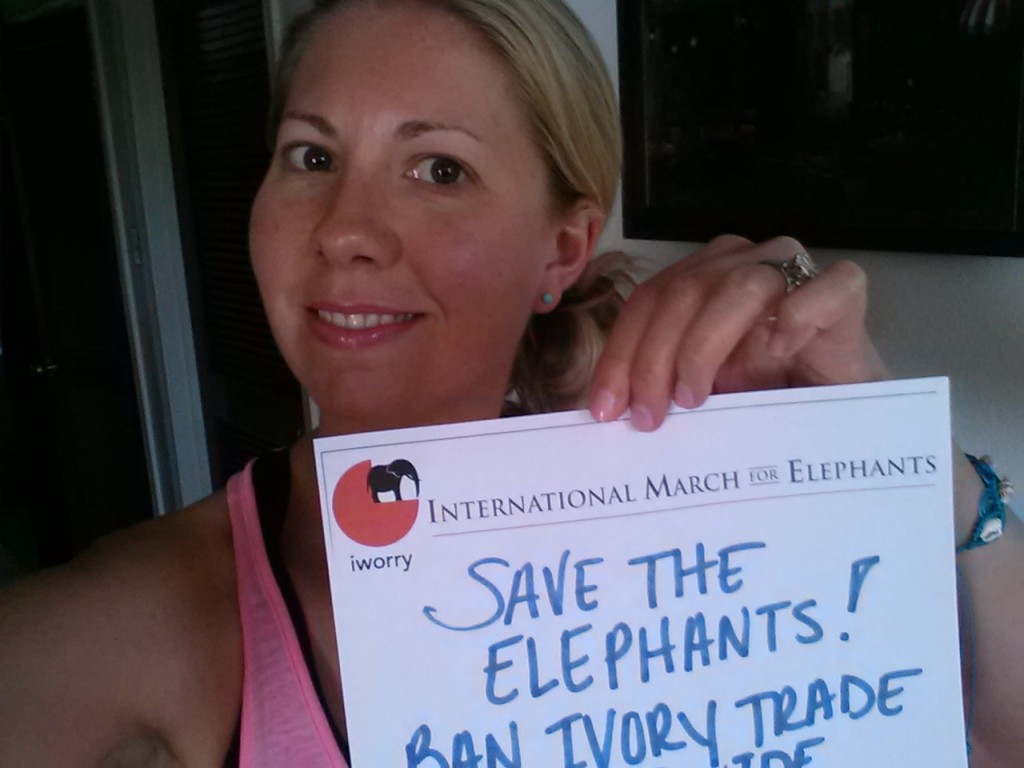 INTERNATIONAL MARCH FOR ELEPHANTS
iworry
SAVE THE
ELEPHANTS!
BAN IVORY TRADE